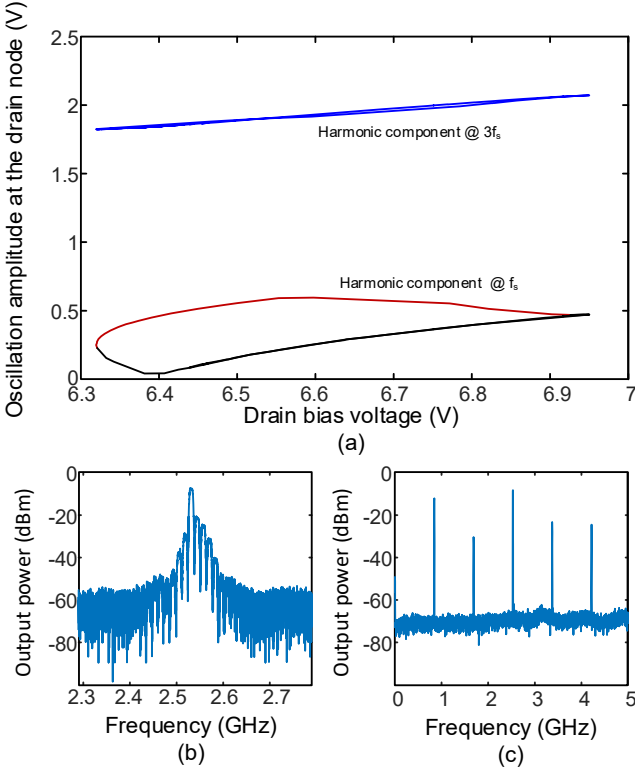 Oscillation amplitude at the drain node (V)
2.5
2
1.5
1
0.5
0
Harmonic component @ 3fs
Harmonic component @ fs
6.3 6.4 6.5 6.6 6.7 6.8 6.9 7
Drain bias voltage (V)
(a)
Output power (dBm)
0
-20
-40
-60
-80
2.3 2.4 2.5 2.6 2.7
Frequency (GHz)
(b)
Output power (dBm)
0
-20
-40
-60
-80
0 1 2 3 4 5
Frequency (GHz)
(c)